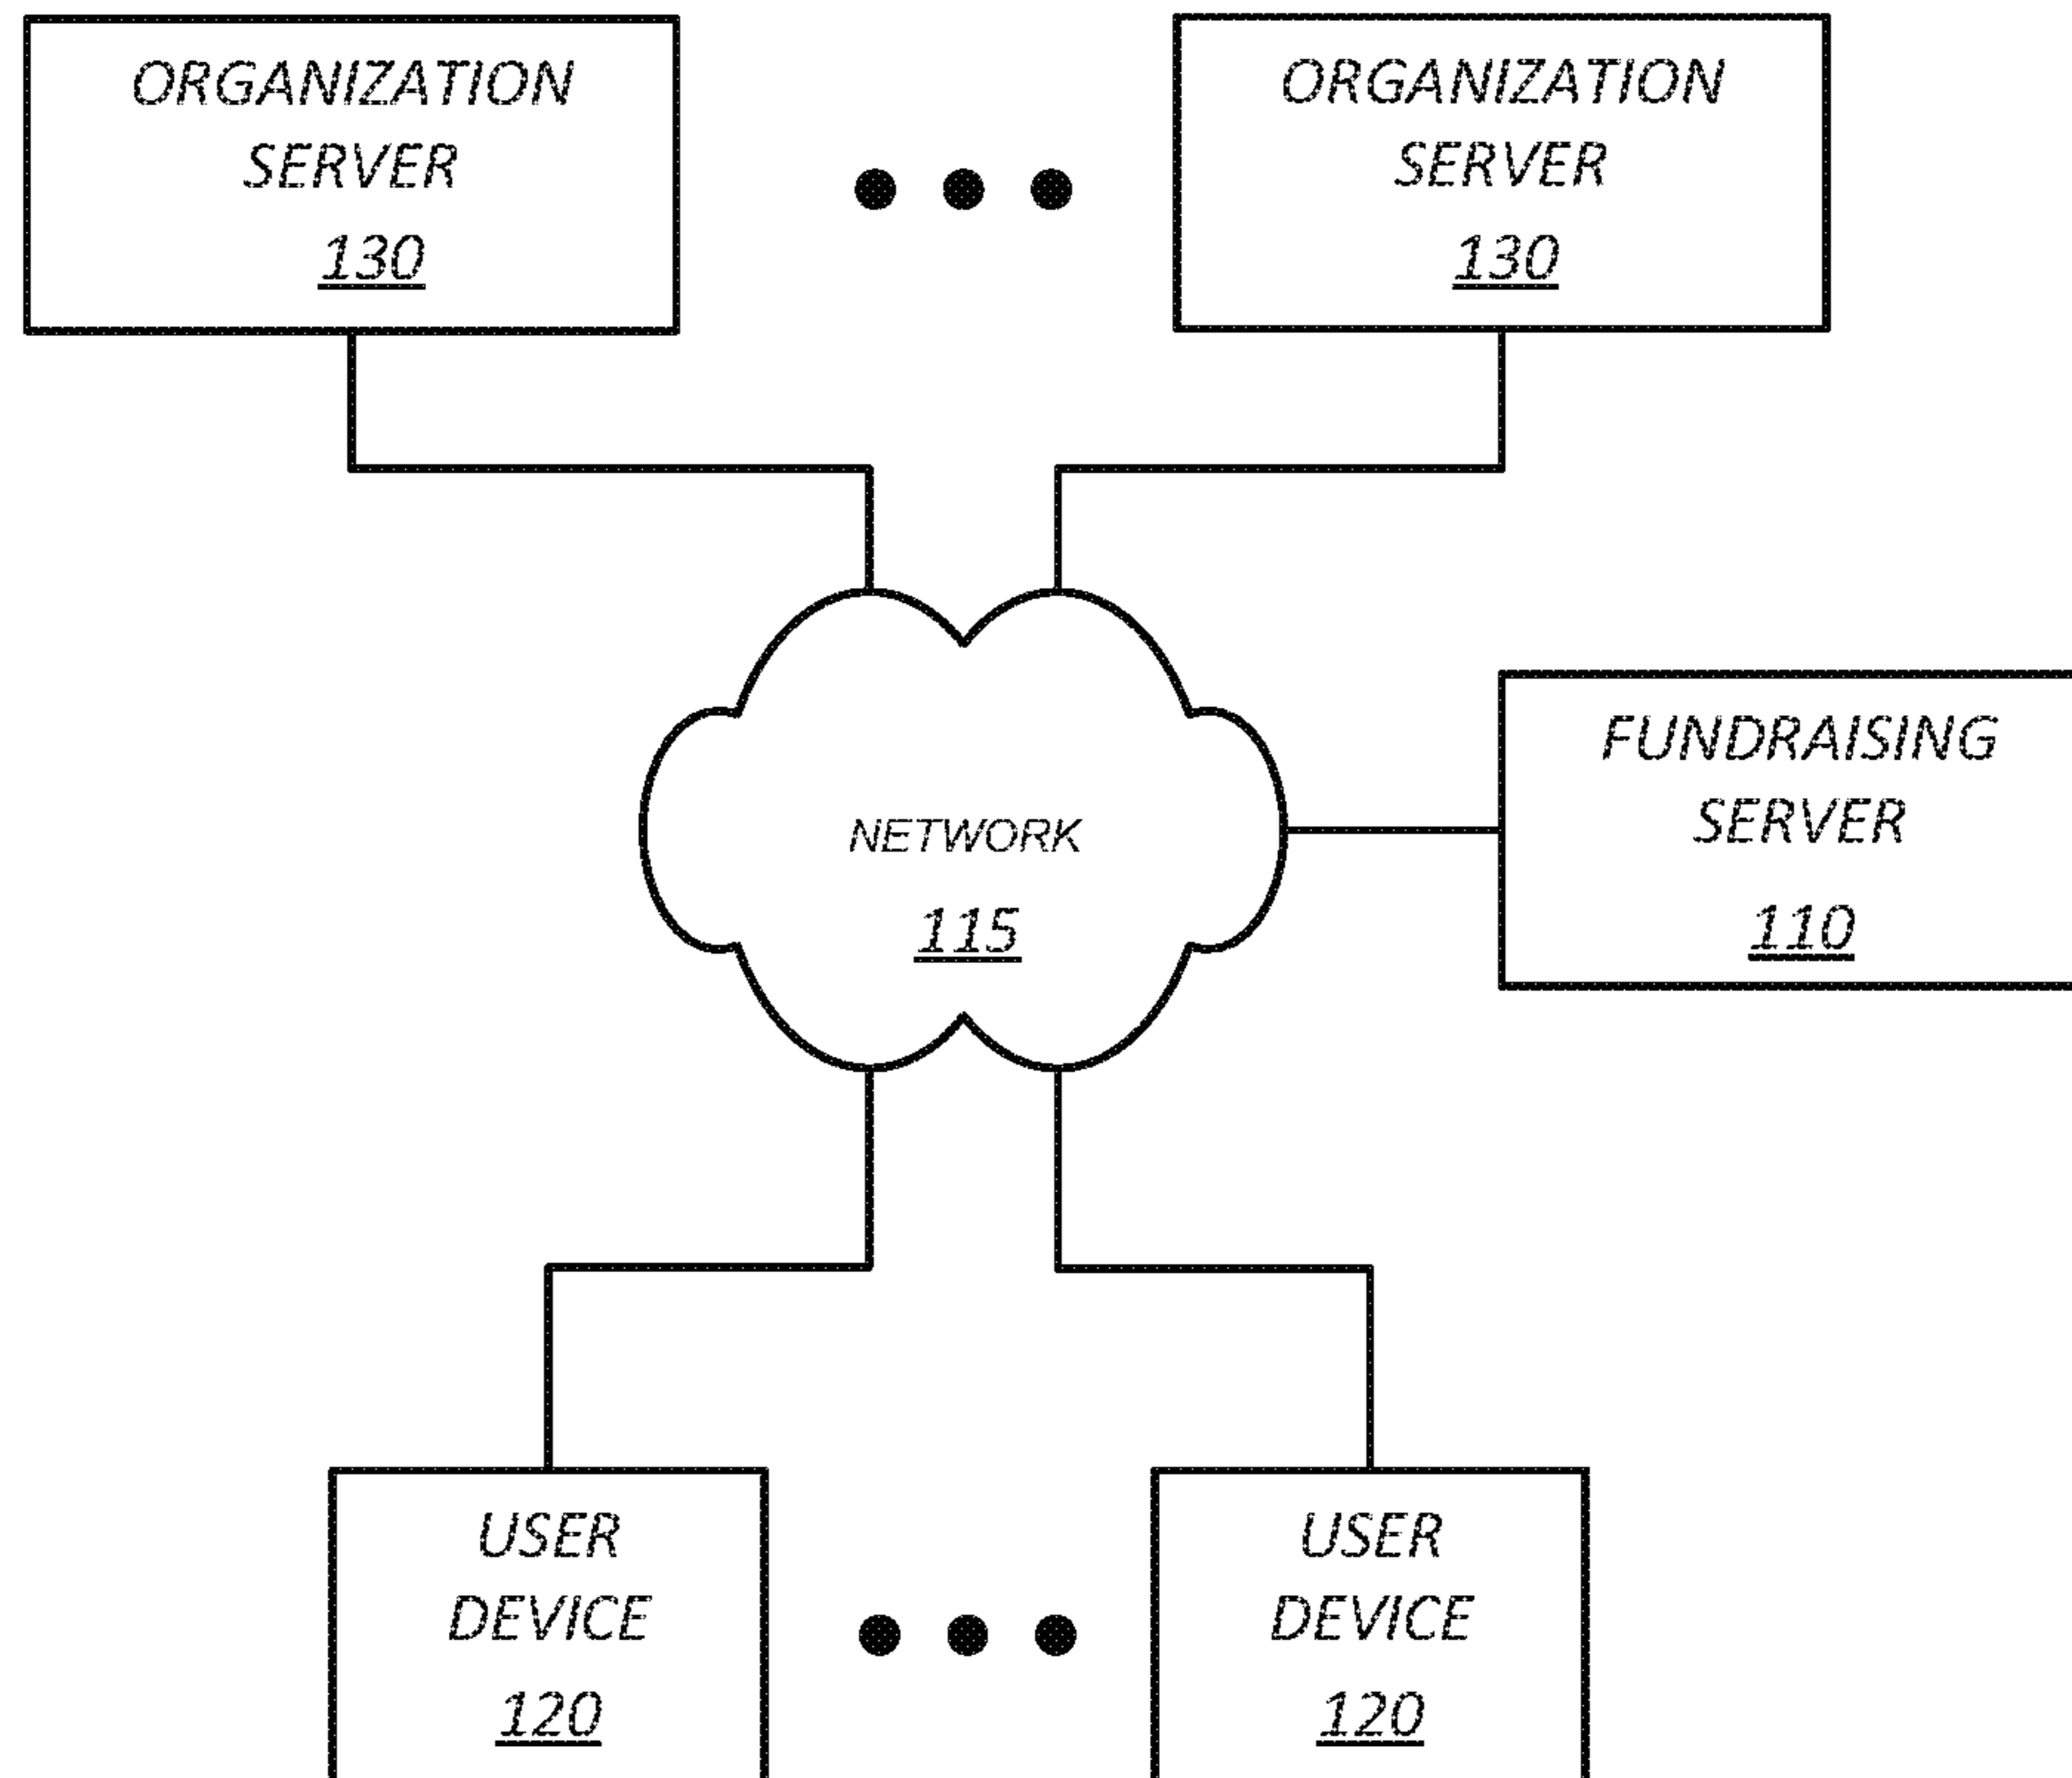 ORGANIZATION
SERVER
130
ORGANIZATION
SERVER
130
NETWORK
115
FUNDRAISING
SERVER
110
USER
DEVICE
120
USER
DEVICE
120